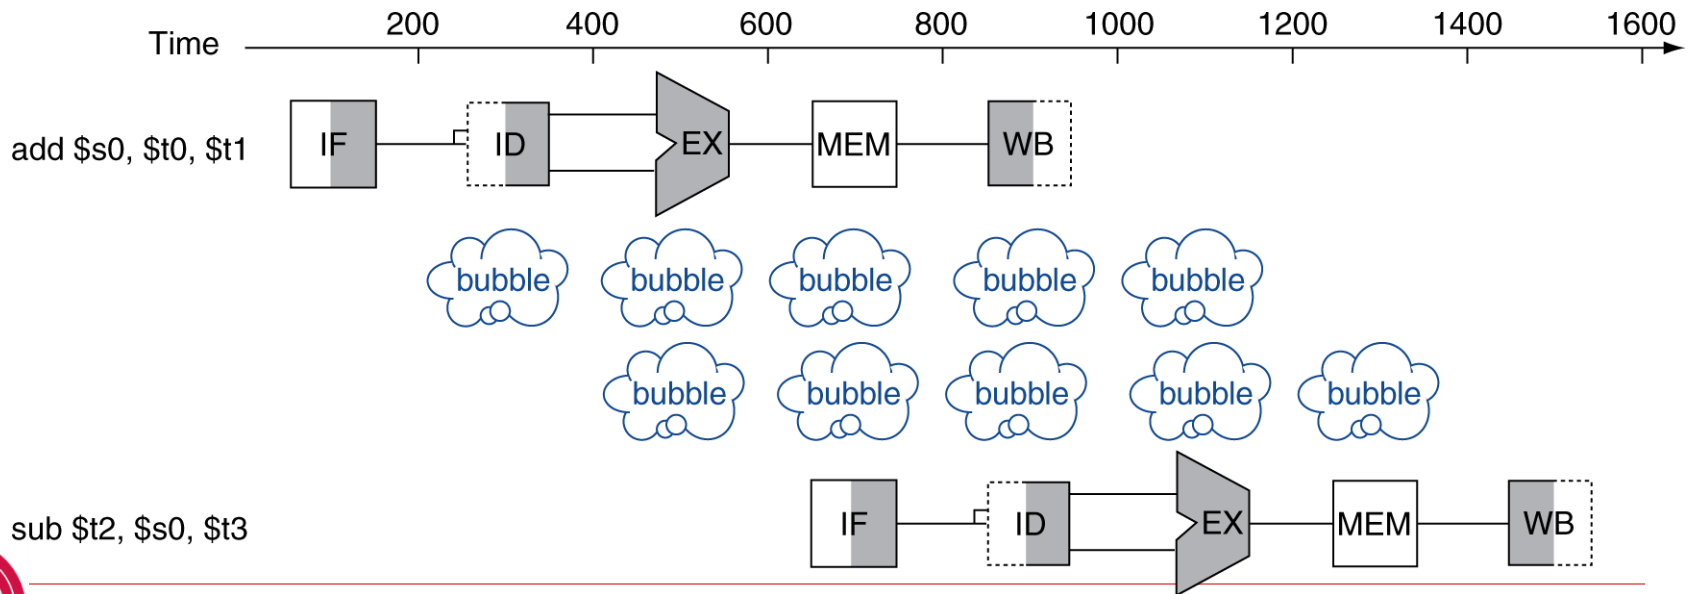 200 400 600 800 1000 1200 1400 1600
Time
add $s0, $t0, $t1 IF ID EX MEM WB
bubble bubble bubble bubble bubble
bubble bubble bubble bubble bubble
sub $t2, $s0, $t3 IF ID EX MEM WB